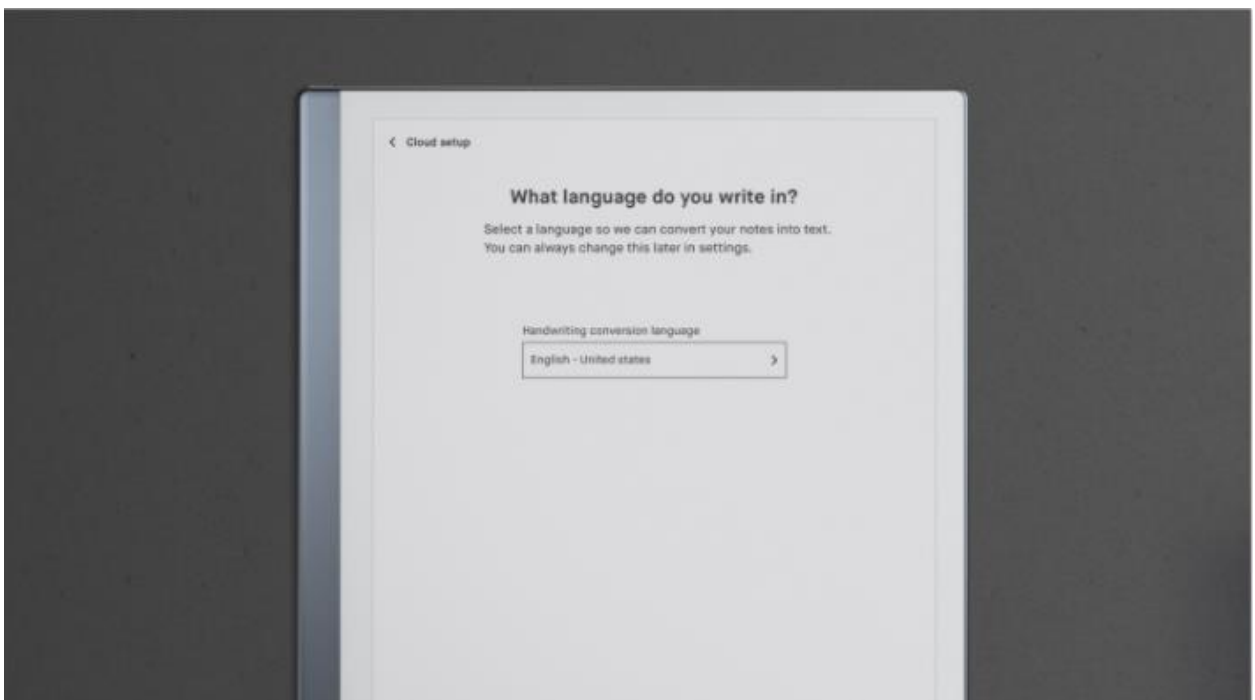 Cloud setup
What language do you write in?
Select a language so we can convert your notes into text.
You can always change this later in settings.
Handwriting conversion language
English - United states